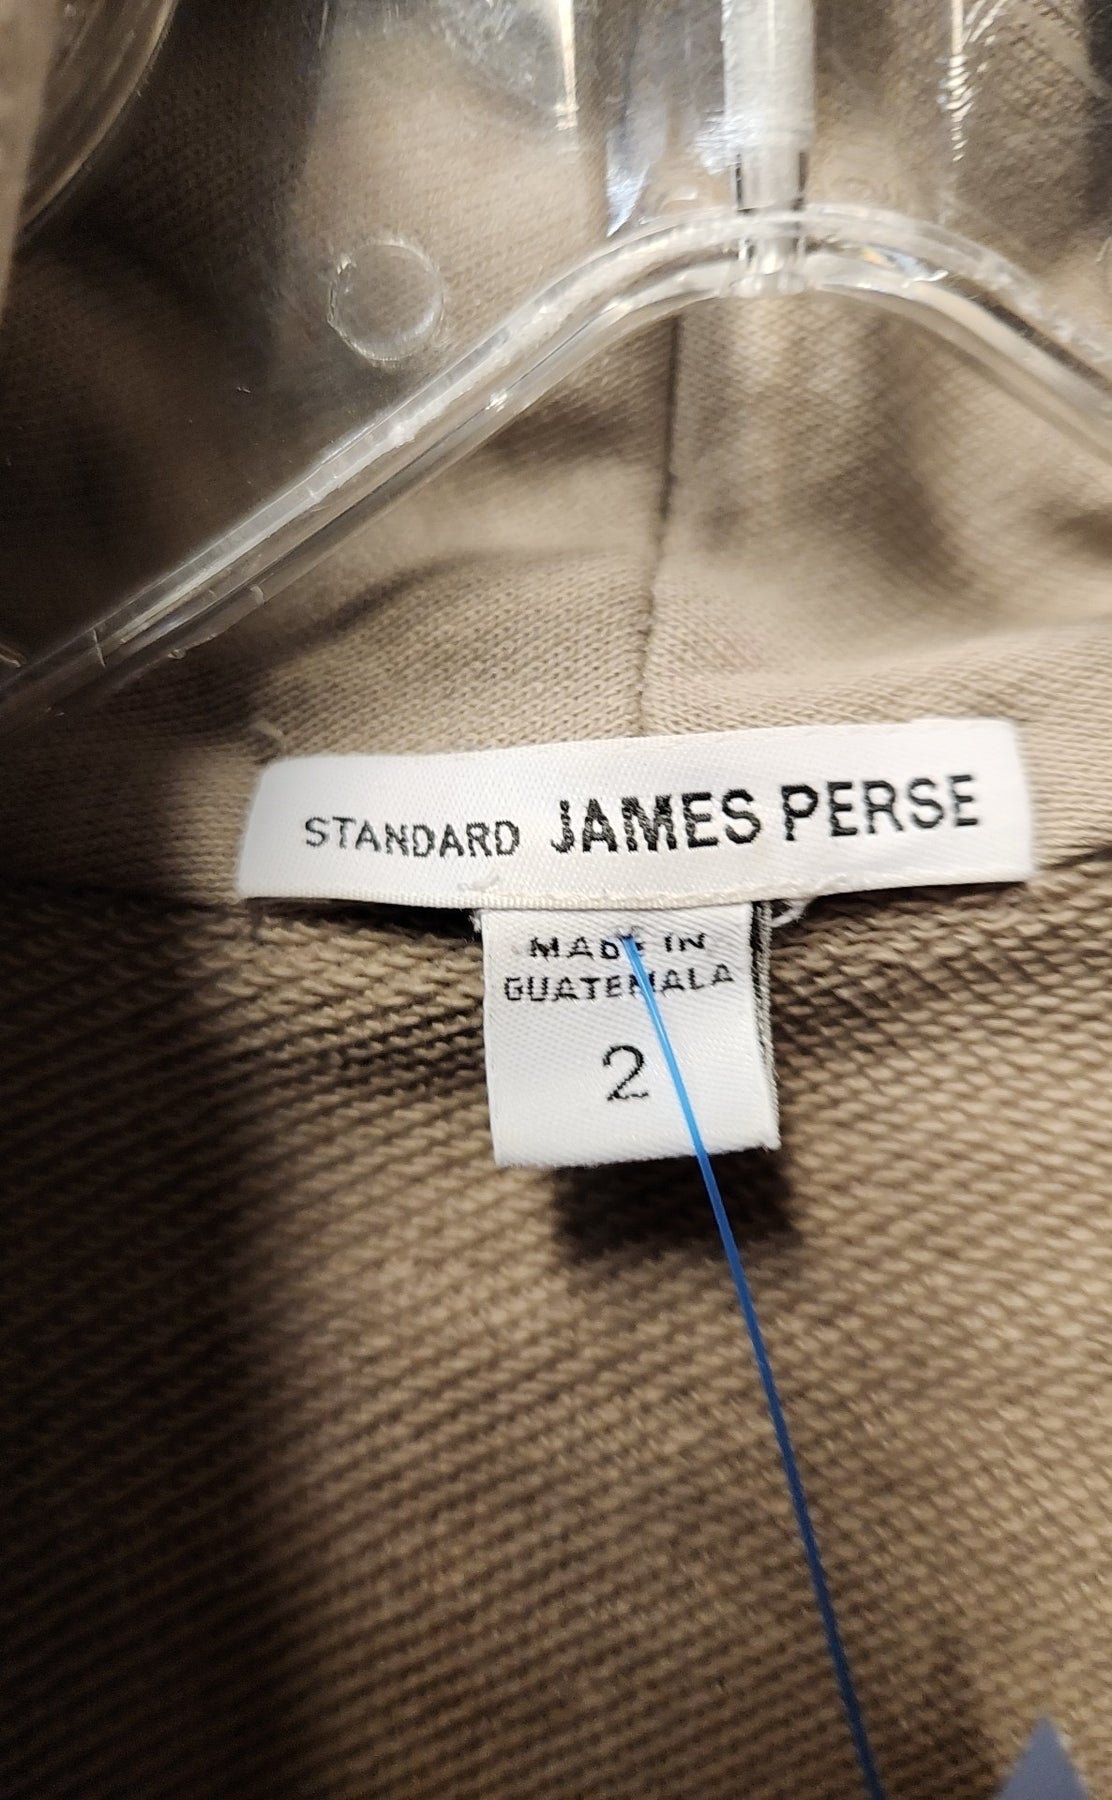 STANDARD JAMES PERSE
MADE IN
GUATEMALA
2